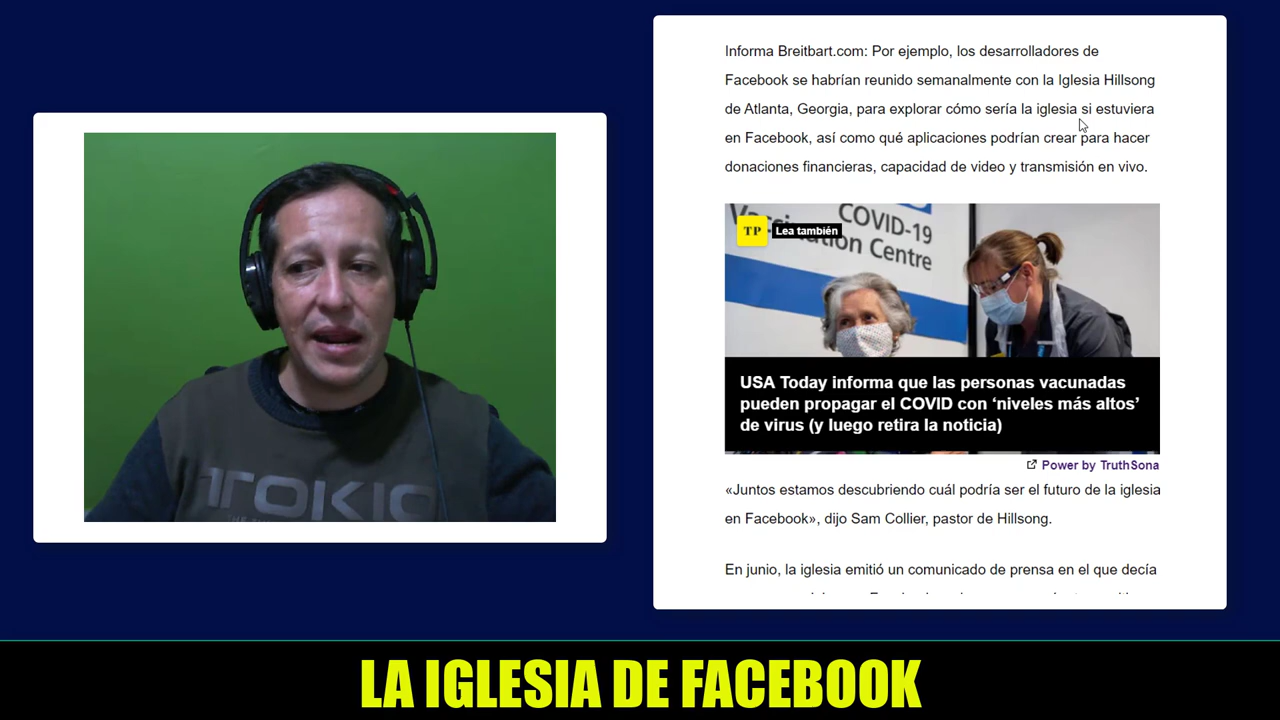 Informa Breitbart.com: Por ejemplo, los desarrolladores de
Facebook se habrían reunido semanalmente con la Iglesia Hillsong
de Atlanta, Georgia, para explorar cómo sería la iglesia si estuviera
en Facebook, así como qué aplicaciones podrían crear para hacer
donaciones financieras, capacidad de video y transmisión en vivo.
COVID-19
Centre
TP Lea también
USA Today informa que las personas vacunadas
pueden propagar el COVID con ‘niveles más altos’
de virus (y luego retira la noticia)
Power by TruthSona
«Juntos estamos descubriendo cuál podría ser el futuro de la iglesia
en Facebook», dijo Sam Collier, pastor de Hillsong.
En junio, la iglesia emitió un comunicado de prensa en el que decía
TOKIO
LA IGLESIA DE FACEBOOK